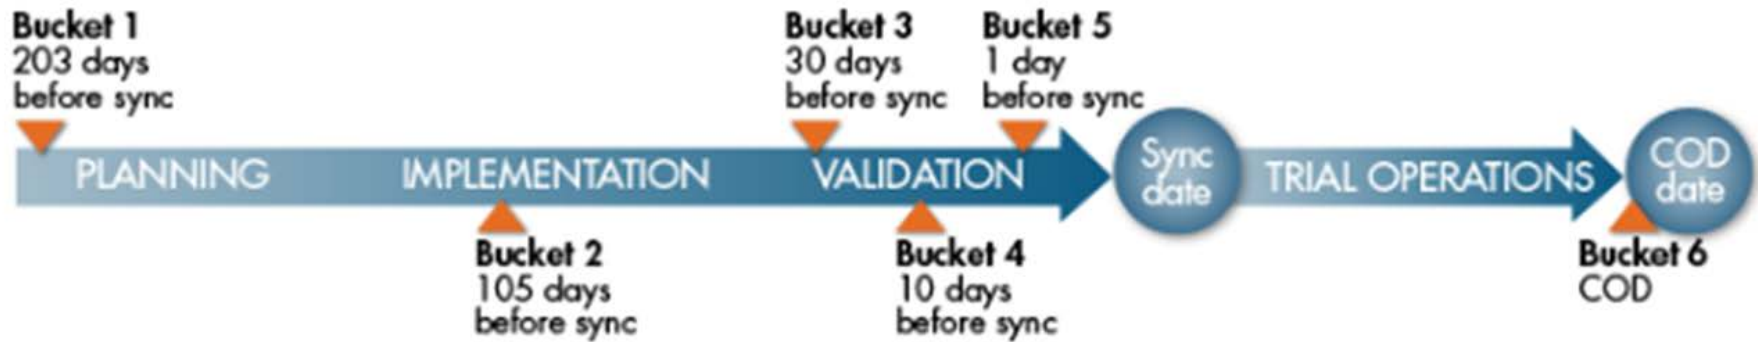 Bucket 1
203 days
before sync
Bucket 3
30 days
before sync
Bucket 5
1 day
before sync
PLANNING
IMPLEMENTATION
VALIDATION
Sync
date
TRIAL OPERATIONS
COD
date
Bucket 2
105 days
before sync
Bucket 4
10 days
before sync
Bucket 6
COD